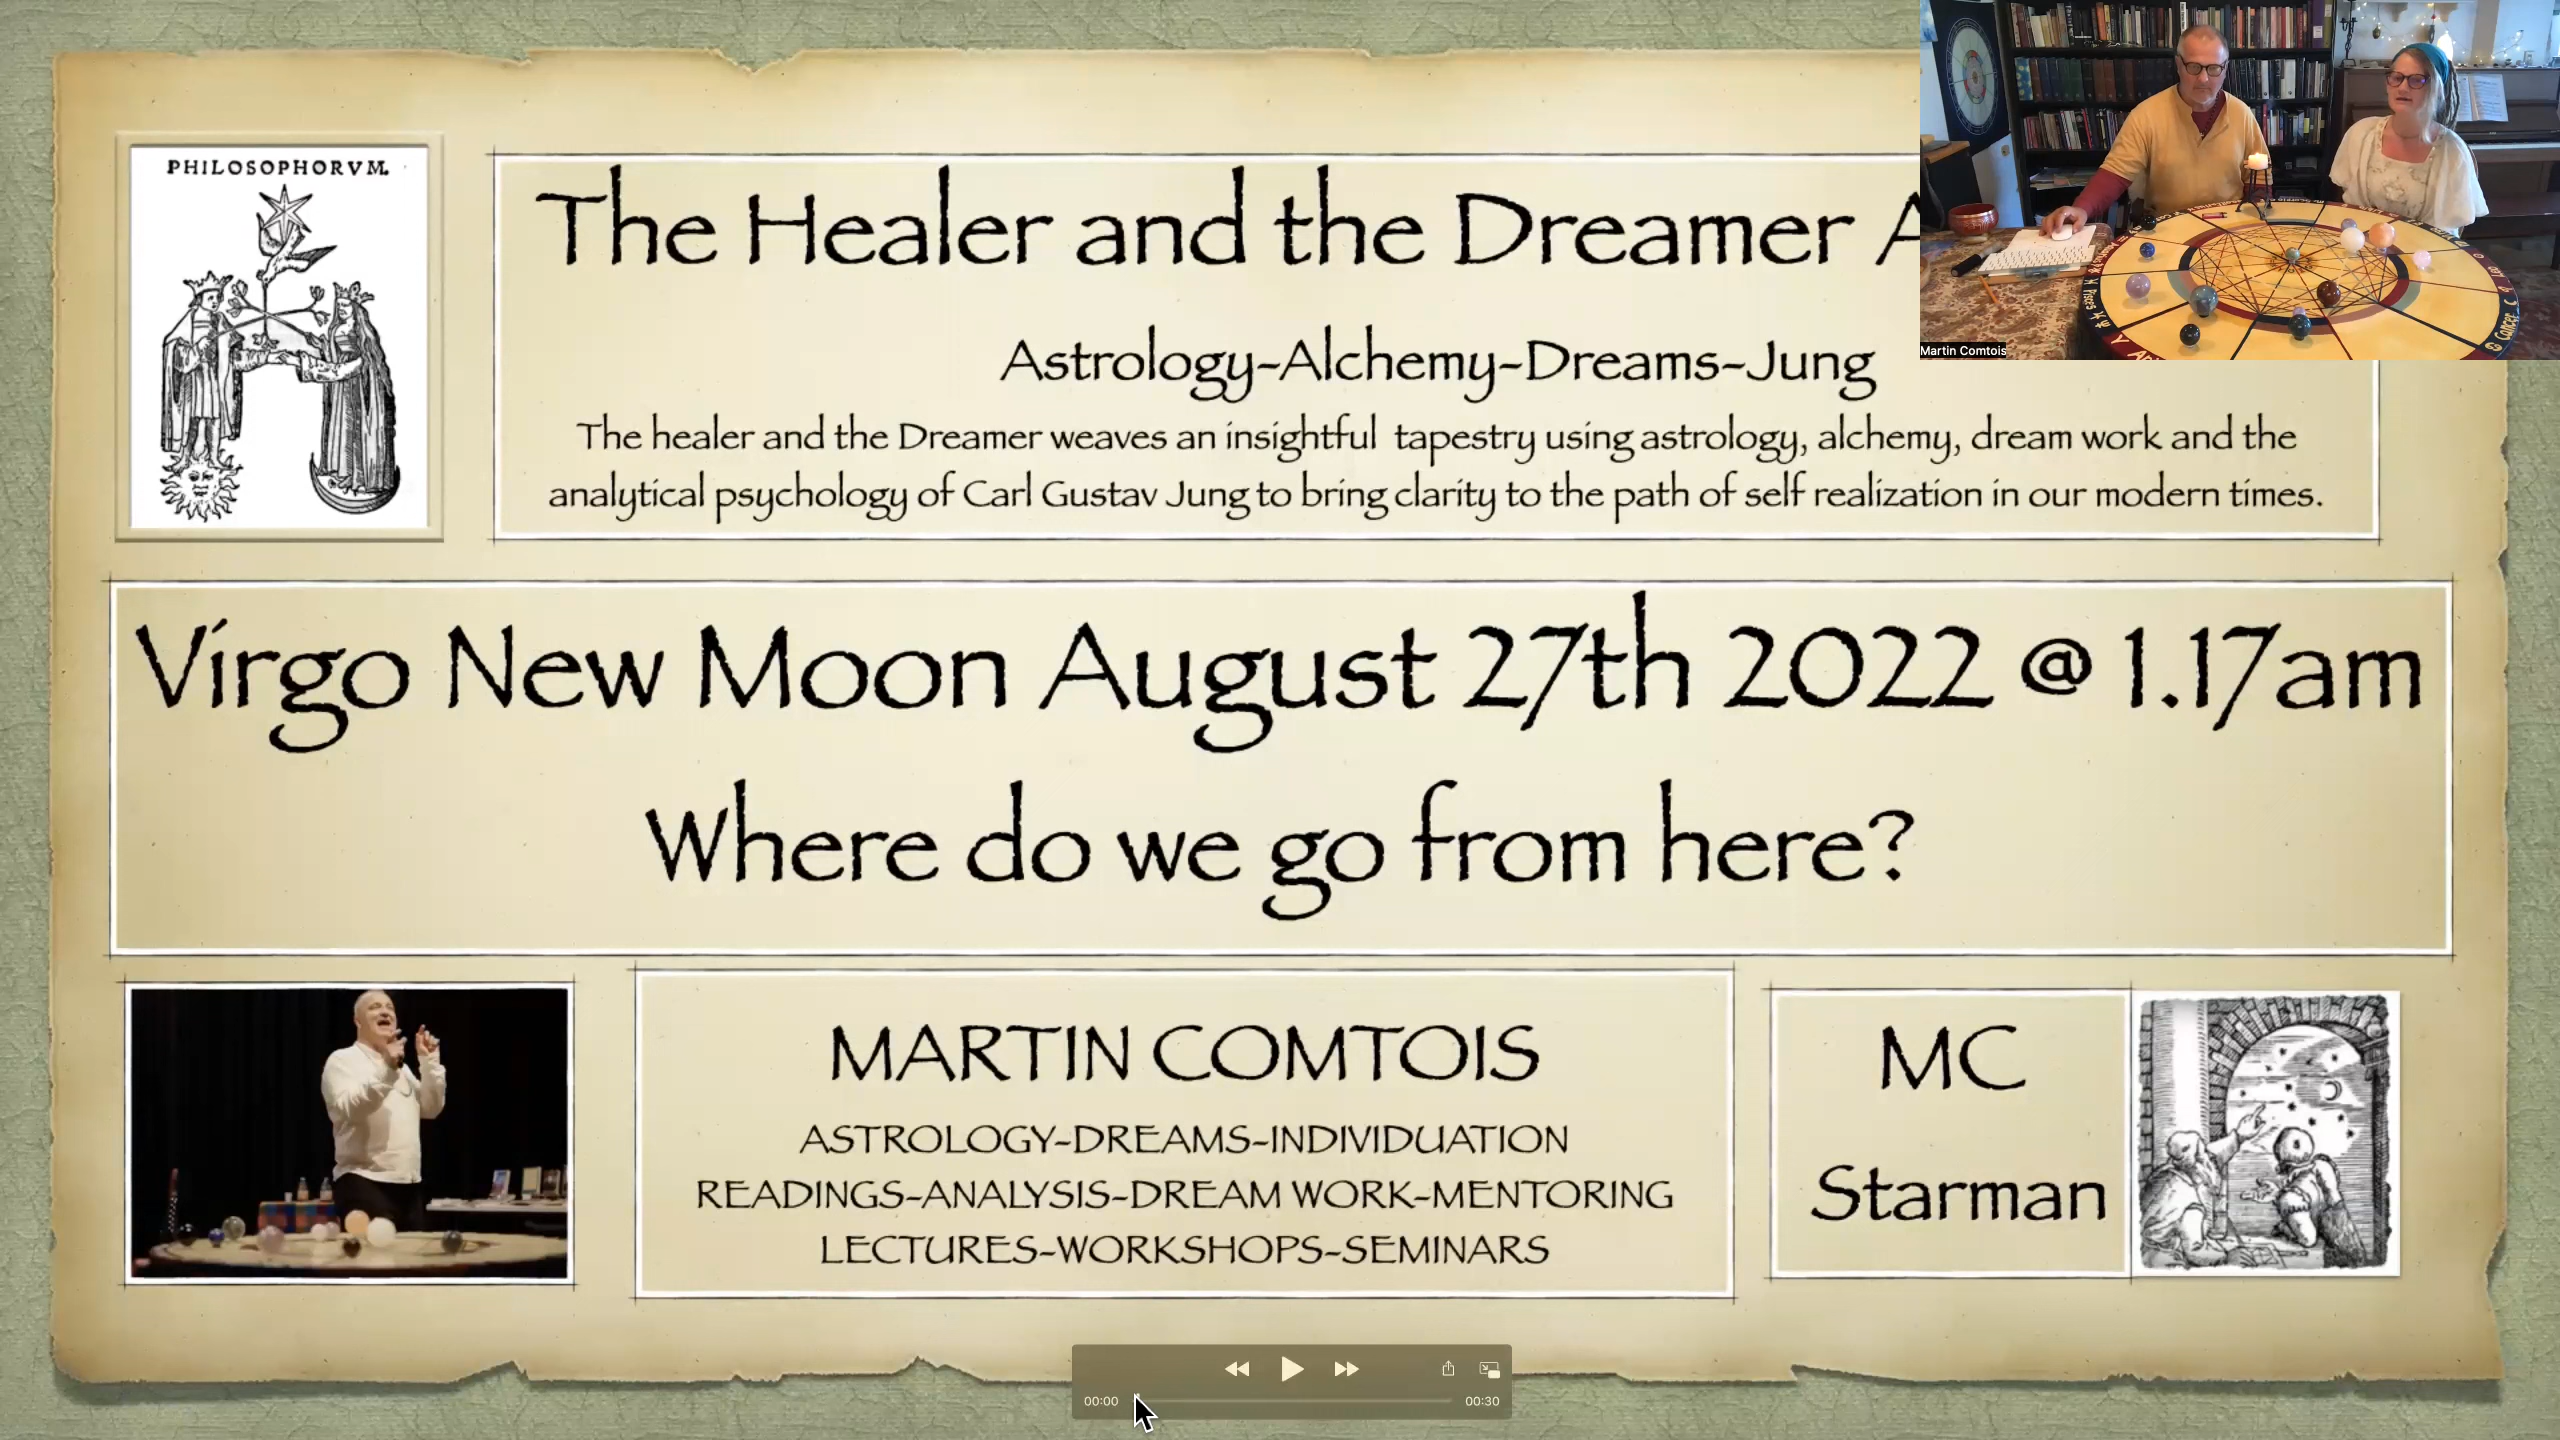 PHILOSOPHORVM.
The Healer and the Dreamer
Astrology-Alchemy-Dreams-Jung
The healer and the Dreamer weaves an insightful tapestry using astrology, alchemy, dream work and the
analytical psychology of Carl Gustav Jung to bring clarity to the path of self realization in our modern times.
Martin Comtois
Virgo New Moon August 27th 2022 @ 1.17am
Where do we go from here?
MARTIN COMTOIS
ASTROLOGY-DREAMS-INDIVIDUATION
READINGS-ANALYSIS-DREAM WORK-MENTORING
LECTURES-WORKSHOPS-SEMINARS
MC
Starman
00:00
00:30
Cancer
Pisces